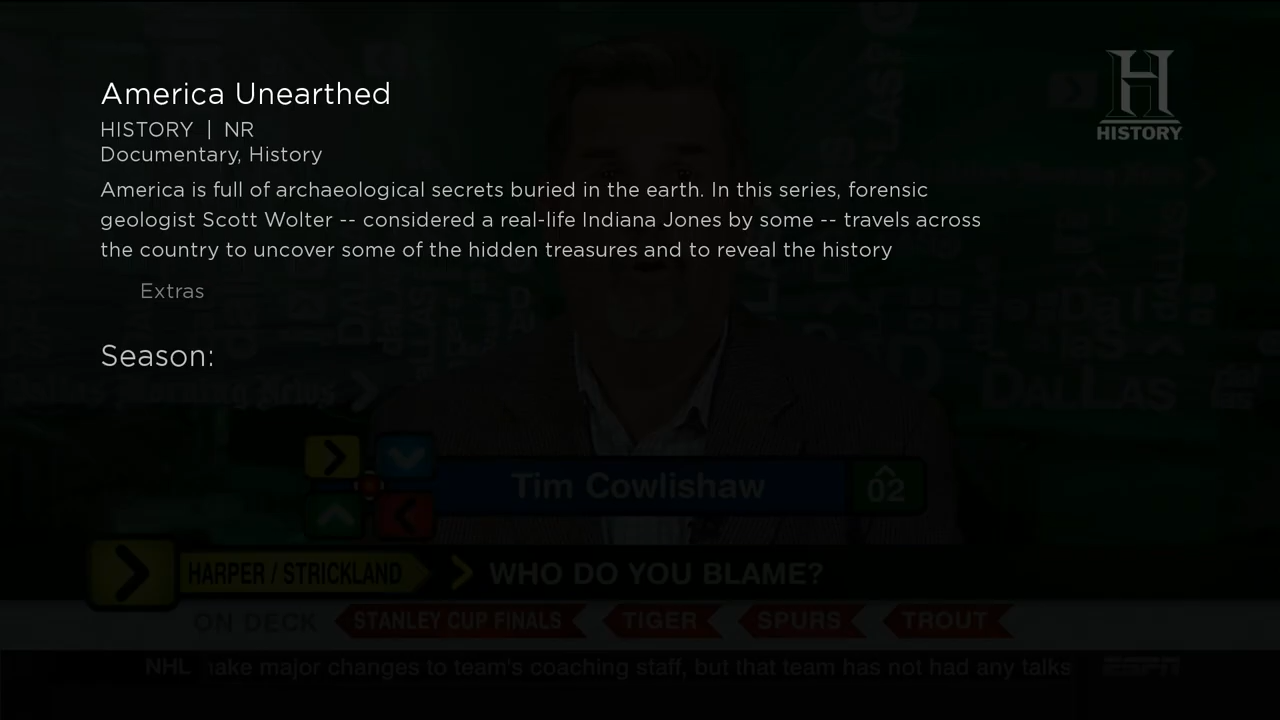 America Unearthed
HISTORY | NR
Documentary, History
America is full of archaeological secrets buried in the earth. In this series, forensic
geologist Scott Wolter -- considered a real-life Indiana Jones by some -- travels across
the country to uncover some of the hidden treasures and to reveal the history
Extras
Season:
H
HISTORY
DALLAS
Tim Cowlishaw
02
HARPER / STRICKLAND
WHO DO YOU BLAME?
ON DECK
STANLEY CUP FINALS
TIGER
SPURS
TROUT
NHL
make major changes to team's coaching staff, but that team has not had any talks
ESPN